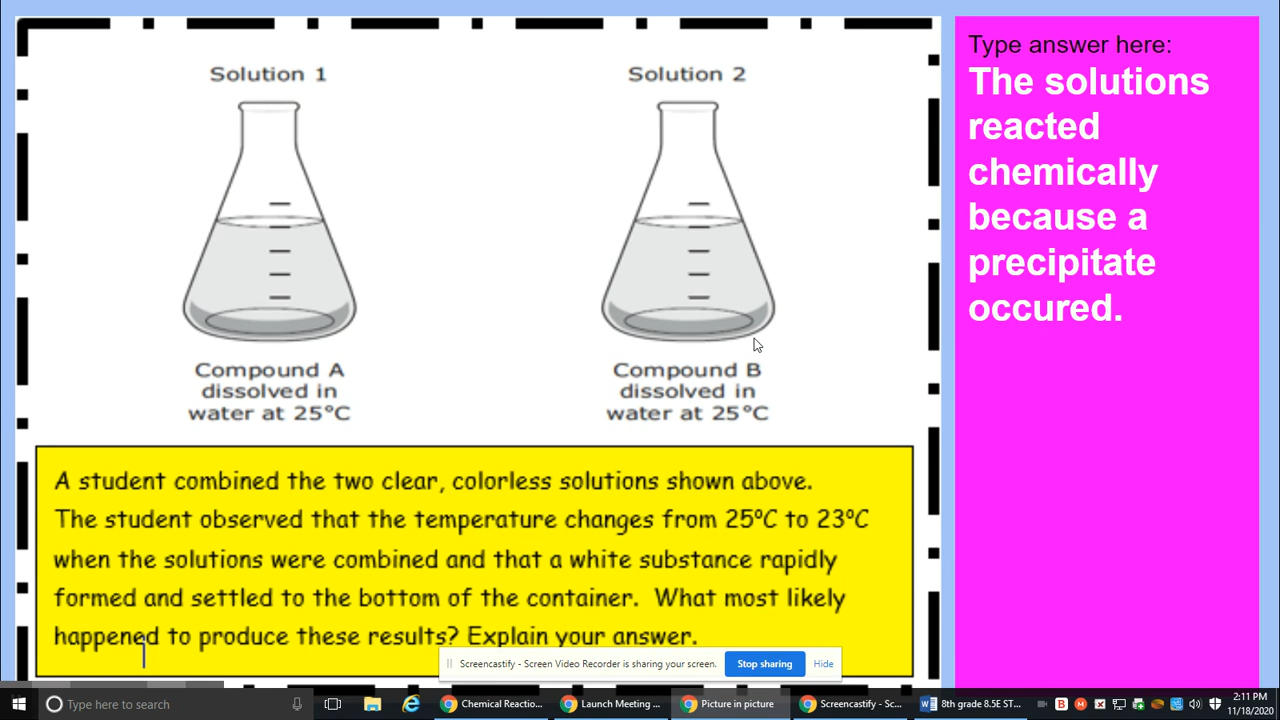 Solution 1
Solution 2
Compound A
dissolved in
water at 25°C
Compound B
dissolved in
water at 25°C
A student combined the two clear, colorless solutions shown above.
The student observed that the temperature changes from 25°C to 23°C
when the solutions were combined and that a white substance rapidly
formed and settled to the bottom of the container. What most likely
happened to produce these results? Explain your answer.
Type answer here:
The solutions
reacted
chemically
because a
precipitate
occured.
Screencastify - Screen Video Recorder is sharing your screen.
Stop sharing
Hide
Type here to search
Chemical Reactio...
Launch Meeting ...
Picture in picture
Screencastify - Sc...
8th grade 8.5E ST...
2:11 PM
11/18/2020